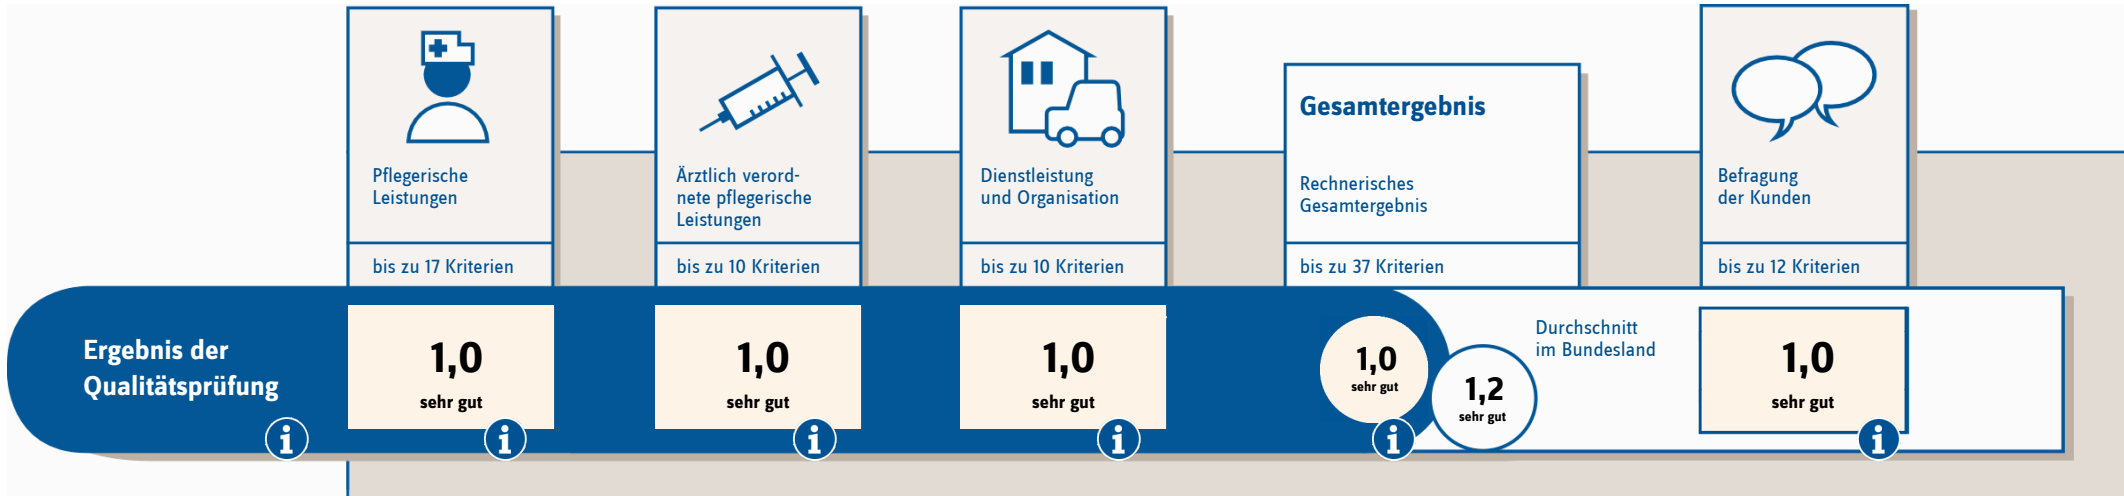 Pflegerische
Leistungen
bis zu 17 Kriterien
Ärztlich verord-
nete pflegerische
Leistungen
bis zu 10 Kriterien
Dienstleistung
und Organisation
bis zu 10 Kriterien
Gesamtergebnis
Rechnerisches
Gesamtergebnis
bis zu 37 Kriterien
Befragung
der Kunden
bis zu 12 Kriterien
Ergebnis der
Qualitätsprüfung
i
1,0
sehr gut
i
1,0
sehr gut
i
1,0
sehr gut
i
1,0
sehr gut
i
1,2
sehr gut
Durchschnitt
im Bundesland
1,0
sehr gut
i